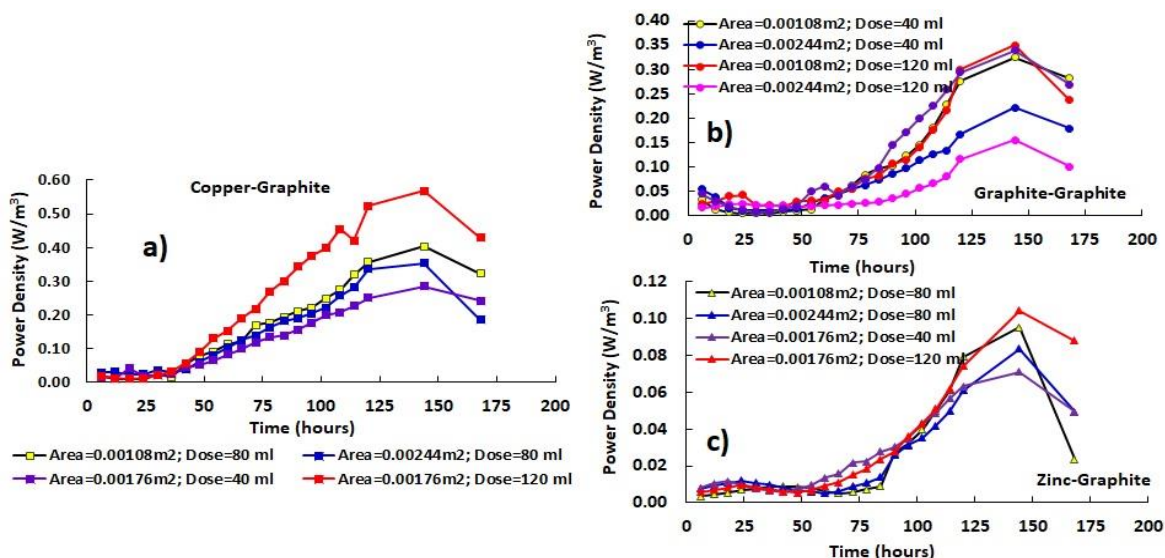 Copper-Graphite
a)
Power Density (W/m³)
0.60
0.50
0.40
0.30
0.20
0.10
0.00
0 25 50 75 100 125 150 175 200
Time (hours)
Area=0.00108m2; Dose=80 ml
Area=0.00244m2; Dose=80 ml
Area=0.00176m2; Dose=40 ml
Area=0.00176m2; Dose=120 ml
b)
Power Density (W/m³)
0.40
0.35
0.30
0.25
0.20
0.15
0.10
0.05
0.00
Area=0.00108m2; Dose=40 ml
Area=0.00244m2; Dose=40 ml
Area=0.00108m2; Dose=120 ml
Area=0.00244m2; Dose=120 ml
Graphite-Graphite
0 25 50 75 100 125 150 175 200
Time (hours)
Power Density (W/m³)
0.12
0.10
0.08
0.06
0.04
0.02
0.00
Area=0.00108m2; Dose=80 ml
Area=0.00244m2; Dose=80 ml
Area=0.00176m2; Dose=40 ml
Area=0.00176m2; Dose=120 ml
c)
Zinc-Graphite
0 25 50 75 100 125 150 175 200
Time (hours)